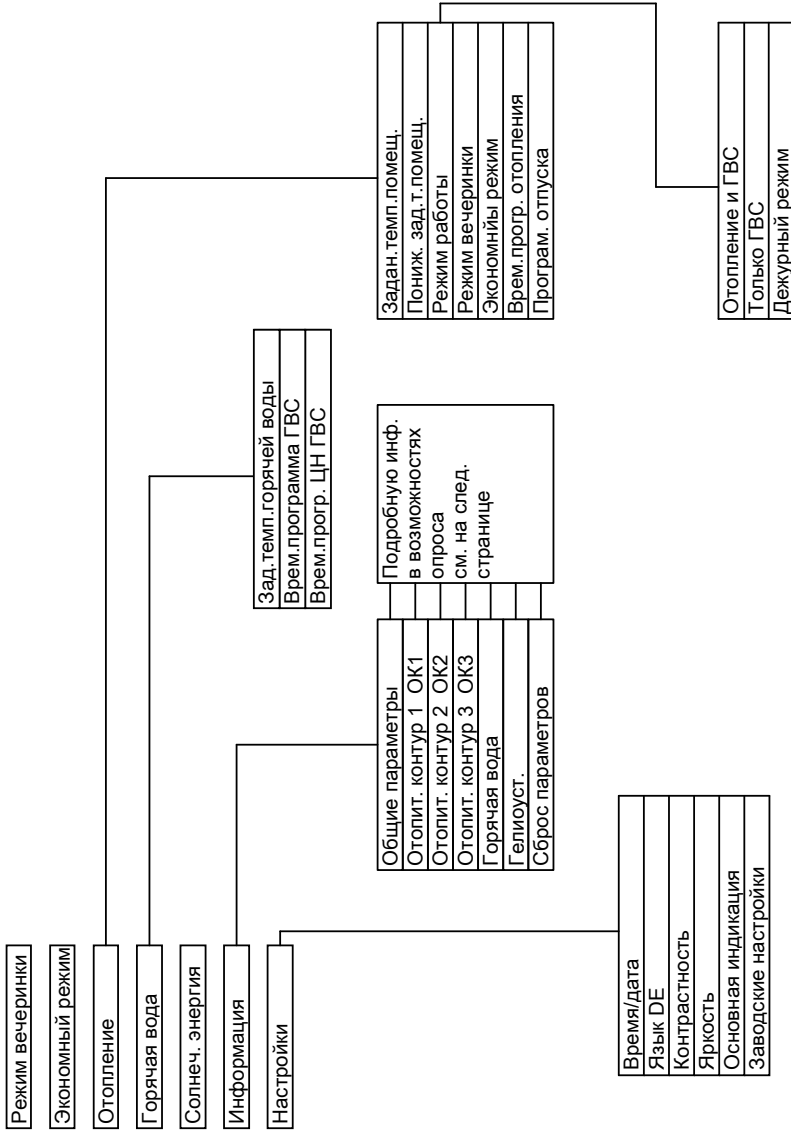 Режим вечеринки
Экономный режим
Отопление
Горячая вода
Солнеч. энергия
Информация
Настройки
Время/дата
Язык DE
Контрастность
Яркость
Основная индикация
Заводские настройки
Общие параметры
Отопит. контур 1 ОК1
Отопит. контур 2 ОК2
Отопит. контур 3 ОК3
Горячая вода
Гелиоуст.
Сброс параметров
Подробную инф.
в возможностях
опроса
см. на след.
странице
Зад.темп.горячей воды
Врем.программа ГВС
Врем.прогр. ЦН ГВС
Задан.темп.помещ.
Пониж. зад.т.помещ.
Режим работы
Режим вечеринки
Экономнйы режим
Врем.прогр. отопления
Програм. отпуска
Отопление и ГВС
Только ГВС
Дежурный режим